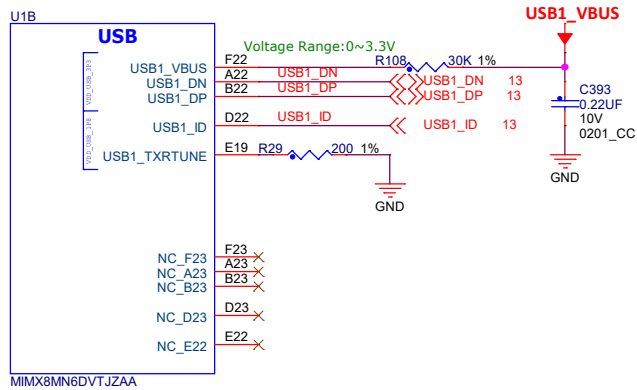 USB1_VBUS
U1B
USB
Voltage Range:0~3.3V
VDD_USB_3P3
USB1_VBUS F22 R108 30K 1%
USB1_DN A22 USB1_DN USB1_DN 13
USB1_DP B22 USB1_DP USB1_DP 13
C393
0.22UF
10V
0201_CC
VDD_USB_1P8
USB1_ID D22 USB1_ID USB1_ID 13
USB1_TXRTUNE E19 R29 200 1%
GND
GND
NC_F23 F23
NC_A23 A23
NC_B23 B23
NC_D23 D23
NC_E22 E22
MIMX8MN6DVTJZAA